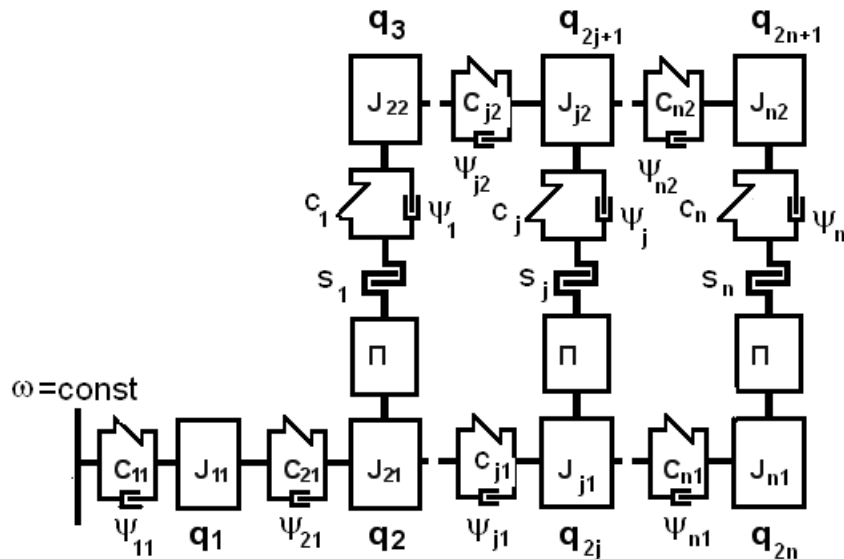 q₃ q₂ⱼ₊₁ q₂ₙ₊₁
J₂₂ Cⱼ₂ Jⱼ₂ Cₙ₂ Jₙ₂
ψⱼ₂ ψₙ₂
c₁ ψ₁ cⱼ ψⱼ cₙ ψₙ
s₁ sⱼ sₙ
П П П
ω=const
C₁₁ J₁₁ C₂₁ J₂₁ cⱼ₁ Jⱼ₁ Cₙ₁ Jₙ₁
ψ₁₁ q₁ ψ₂₁ q₂ ψⱼ₁ q₂ⱼ ψₙ₁ q₂ₙ